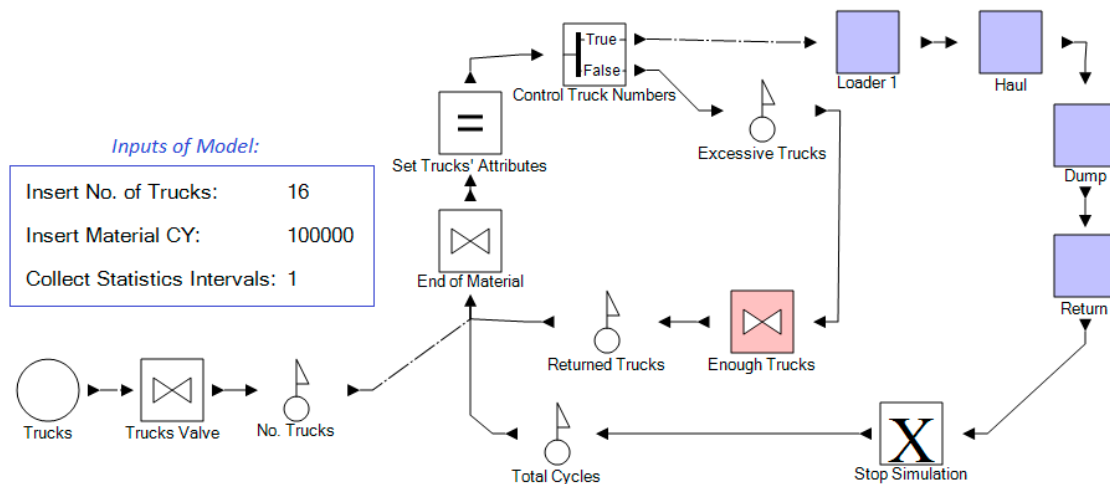 True
False
Control Truck Numbers
Loader 1
Haul
=
Set Trucks' Attributes
Excessive Trucks
Dump
Inputs of Model:
Insert No. of Trucks: 16
Insert Material CY: 100000
Collect Statistics Intervals: 1
End of Material
Return
Returned Trucks
Enough Trucks
Trucks
Trucks Valve
No. Trucks
X
Total Cycles
Stop Simulation